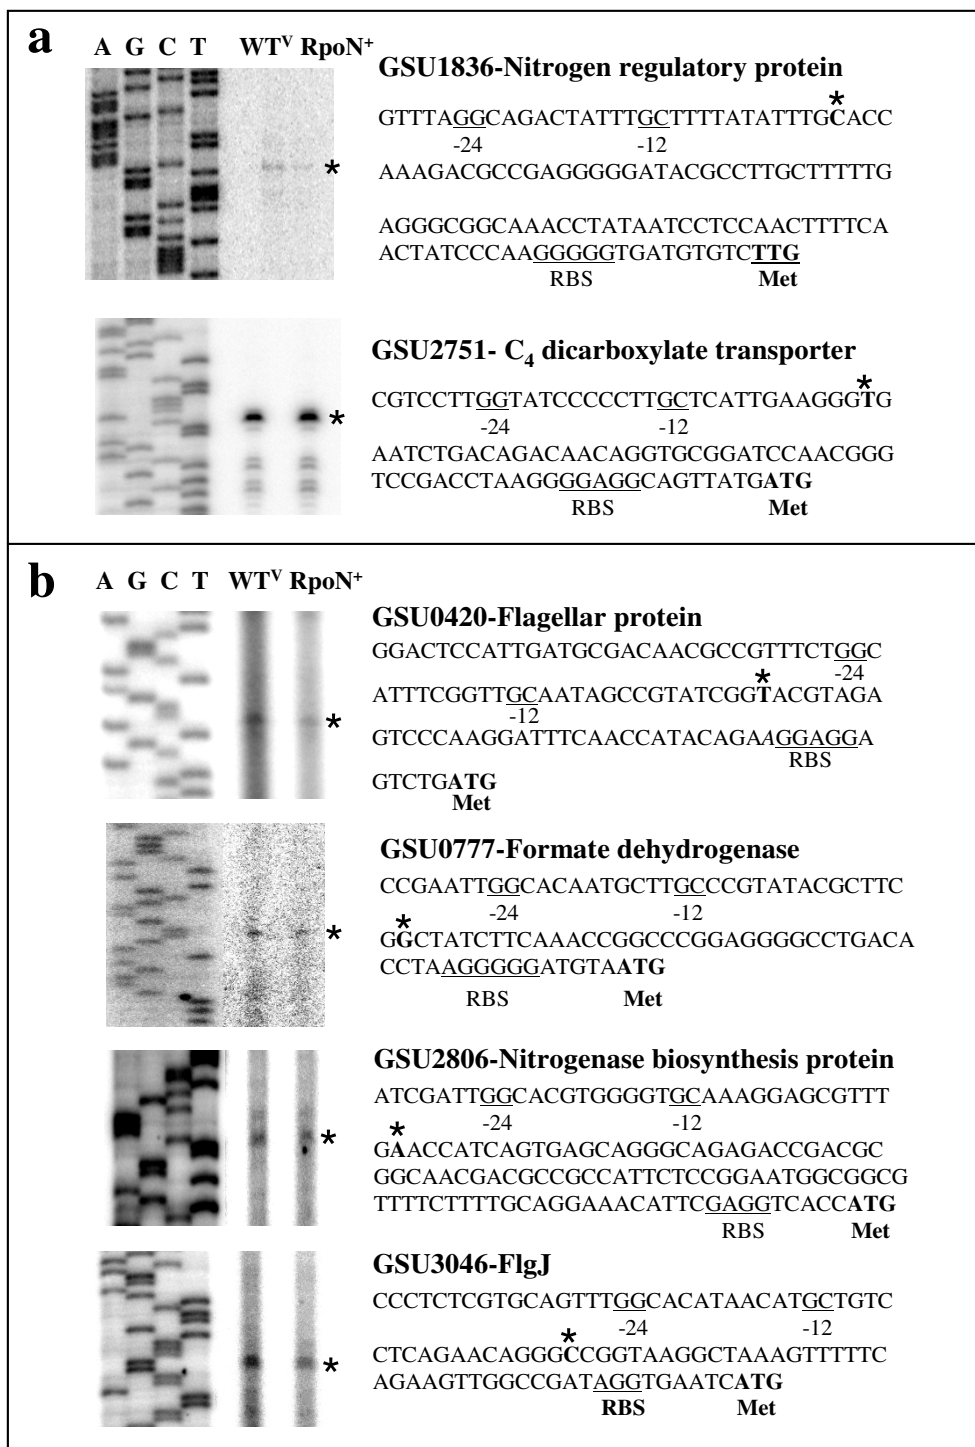 a
A G C T WTV RpoN+
GSU1836-Nitrogen regulatory protein
*
GTTTAGGCAGACTATTTGCTTTTATATTTGCACC
-24 -12
*
AAAGACGCCGAGGGGGATACGCCTTGCTTTTTG
AGGGCGGCAAACCTATAATCCTCCAACTTTTCA
ACTATCCCAAGGGGGTGATGTGTCTTG
RBS Met
GSU2751- C4 dicarboxylate transporter
*
CGTCCTTGGTATCCCCCTTGCTCATTGAAGGGTG
*
-24 -12
AATCTGACAGACAACAGGTGCGGATCCAACGGG
TCCGACCTAAGGGGAGGCAGTTATGATG
RBS Met
b
A G C T WTV RpoN+
GSU0420-Flagellar protein
GGACTCCATTGATGCGACAACGCCGTTTCTGGC
* -24
ATTTCGGTTGCAATAGCCGTATCGGTACGTAGA
-12
*
GTCCCAAGGATTTCAACCATACAGAAGGAGGA
RBS
GTCTGATG
Met
GSU0777-Formate dehydrogenase
CCGAATTGGCACAATGCTTGCCCGTATACGCTTC
-24 -12
*
* GGCTATCTTCAAACCGGCCCGGAGGGGCCTGACA
CCTAAGGGGGATGTAATG
RBS Met
GSU2806-Nitrogenase biosynthesis protein
ATCGATTGGCACGTGGGGTGCAAAGGAGCGTTT
-24 -12
*
* GAACCATCAGTGAGCAGGGCAGAGACCGACGC
GGCAACGACGCCGCCATTCTCCGGAATGGCGGCG
TTTTCTTTTGCAGGAAACATTCGAGGTCACCATG
RBS Met
GSU3046-FlgJ
CCCTCTCGTGCAGTTTGGCACATAACATGCTGTC
* -24 -12
* CTCAGAACAGGGCCGGTAAGGCTAAAGTTTTTC
AGAAGTTGGCCGATAGGTGAATCATG
RBS Met